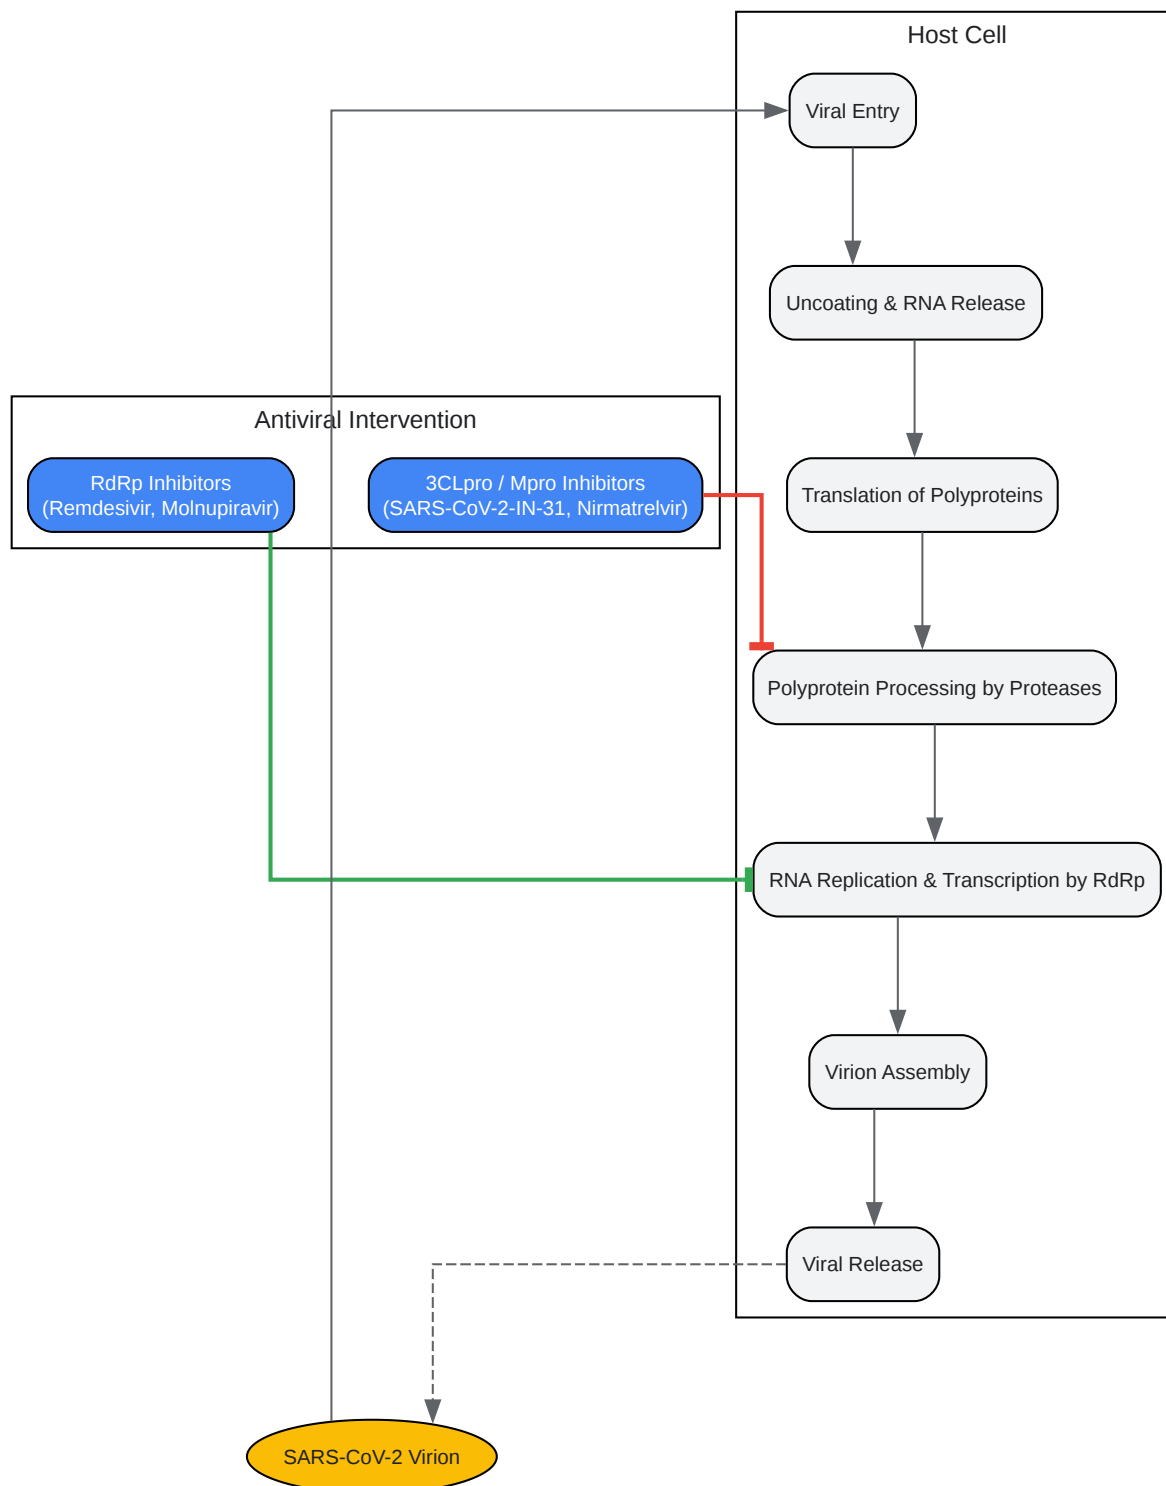 Host Cell
Viral Entry
Uncoating & RNA Release
Antiviral Intervention
RdRp Inhibitors
(Remdesivir, Molnupiravir)
3CLpro / Mpro Inhibitors
(SARS-CoV-2-IN-31, Nirmatrelvir)
Translation of Polyproteins
Polyprotein Processing by Proteases
RNA Replication & Transcription by RdRp
Virion Assembly
Viral Release
SARS-CoV-2 Virion